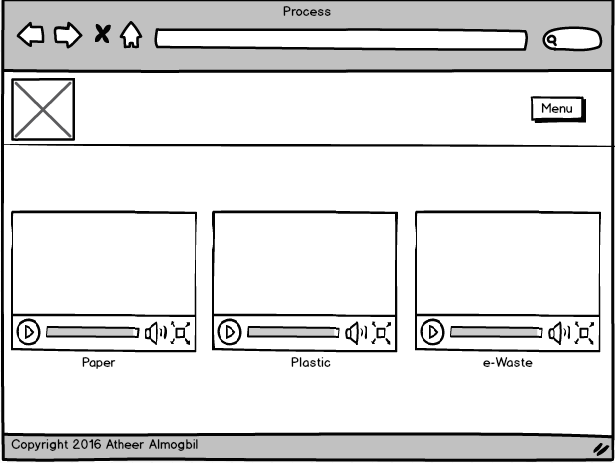 Process
Menu
Paper
Plastic
e-Waste
Copyright 2016 Atheer Almogbil